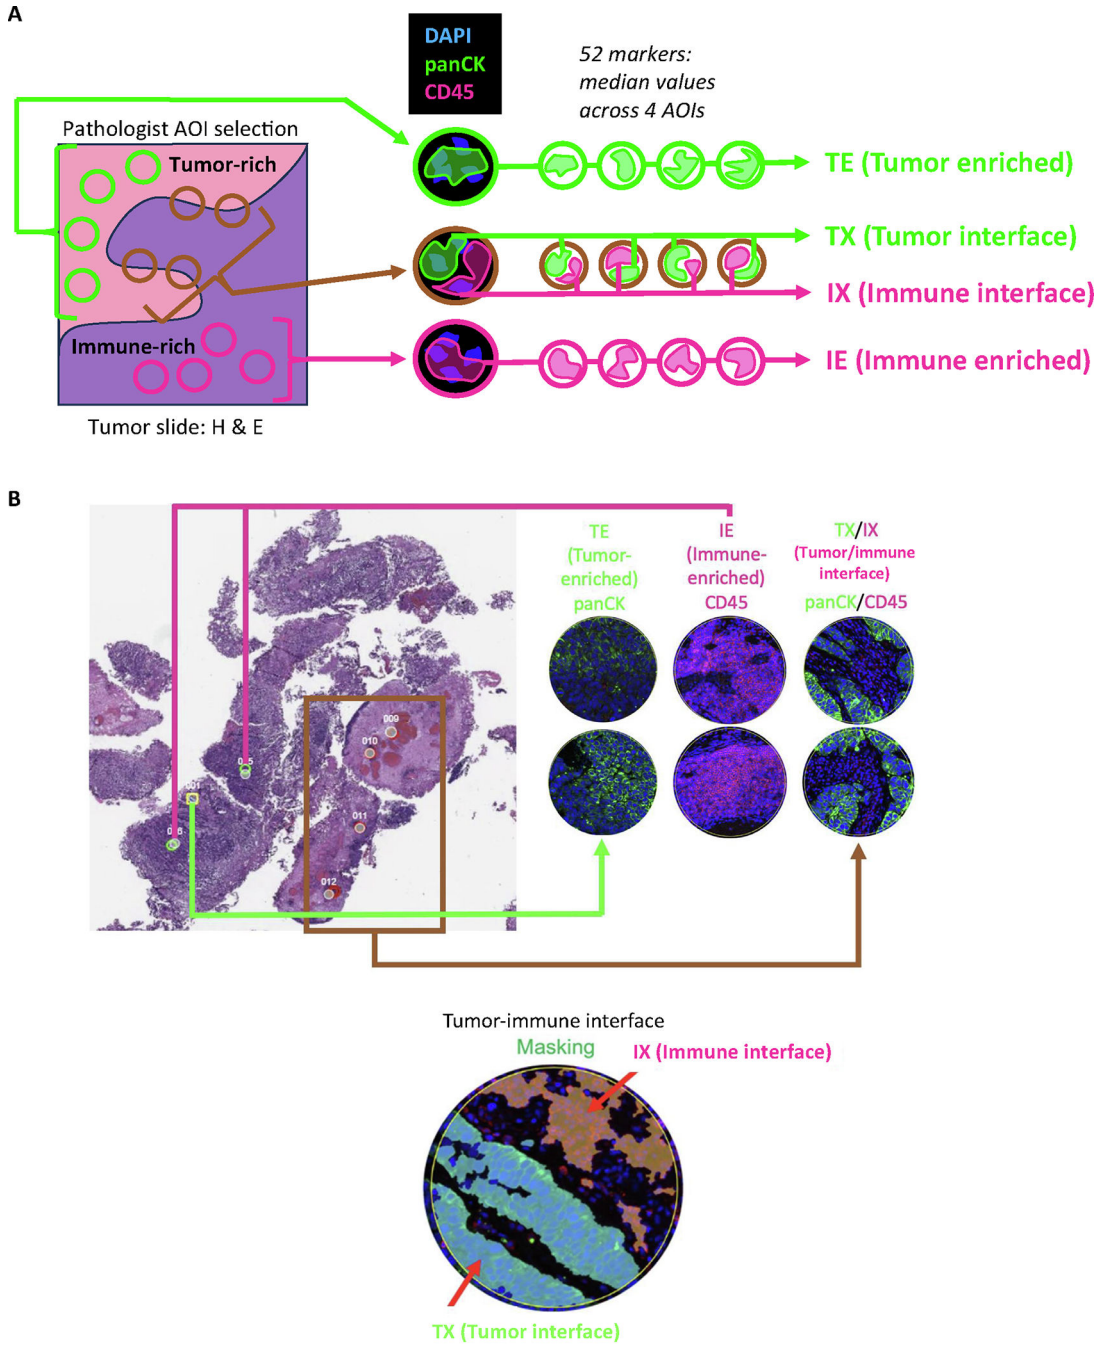 A
DAPI
panCK
CD45
52 markers:
median values
across 4 AOIs
Pathologist AOI selection
Tumor-rich
Immune-rich
Tumor slide: H & E
TE (Tumor enriched)
TX (Tumor interface)
IX (Immune interface)
IE (Immune enriched)
B
TE
(Tumor-
enriched)
panCK
IE
(Immune-
enriched)
CD45
TX/IX
(Tumor/immune
interface)
panCK/CD45
009
010
001
011
012
Tumor-immune interface
Masking
IX (Immune interface)
TX (Tumor interface)